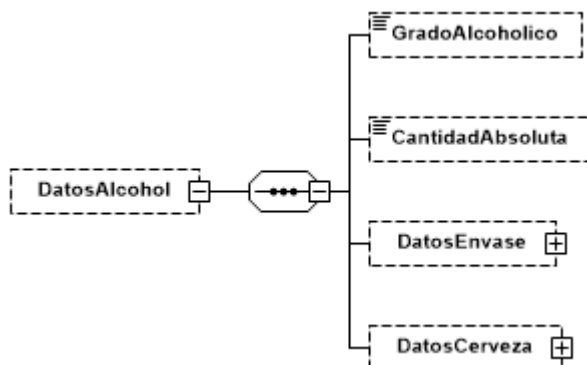 GradoAlcoholico
CantidadAbsoluta
DatosAlcohol
DatosEnvase
DatosCerveza